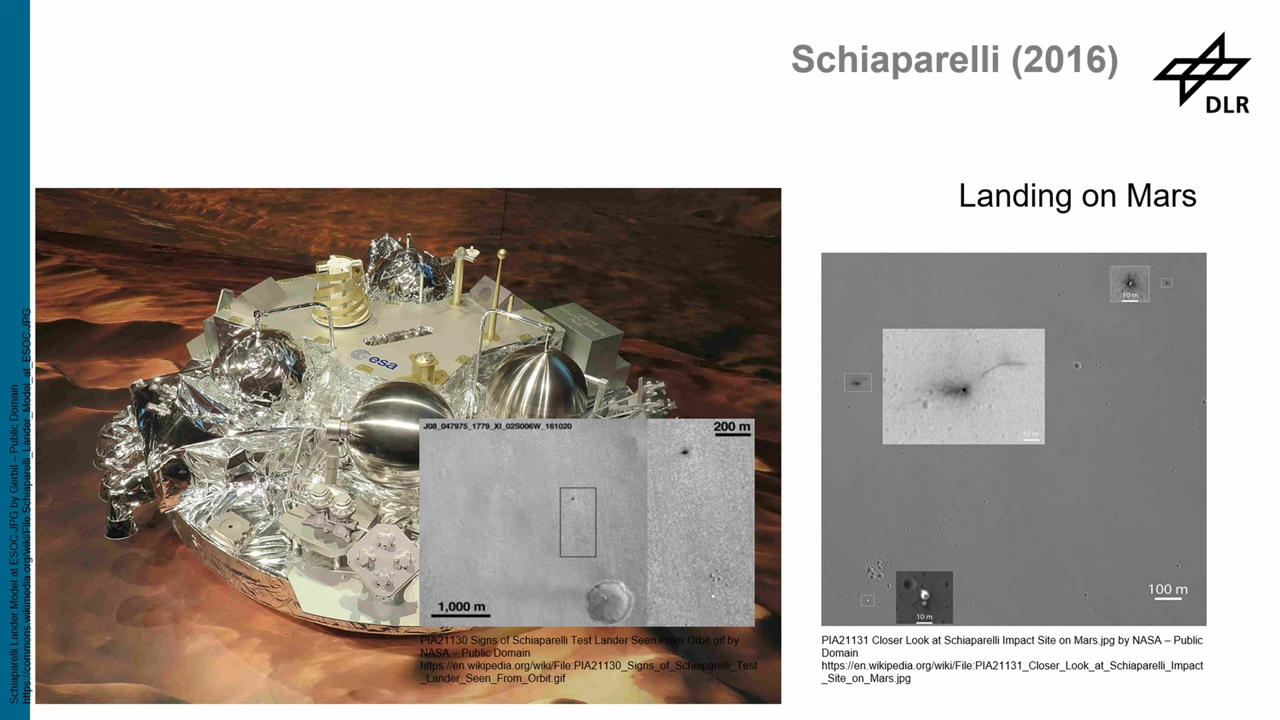 Schiaparelli (2016)
DLR
Landing on Mars
esa
J08_047975_1779_XI_02S006W_161020
200 m
1,000 m
PIA21130 Signs of Schiaparelli Test Lander Seen From Orbit.gif by
NASA – Public Domain
https://en.wikipedia.org/wiki/File:PIA21130_Signs_of_Schiaparelli_Test
_Lander_Seen_From_Orbit.gif
10 m
10 m
10 m
100 m
PIA21131 Closer Look at Schiaparelli Impact Site on Mars.jpg by NASA – Public
Domain
https://en.wikipedia.org/wiki/File:PIA21131_Closer_Look_at_Schiaparelli_Impact
_Site_on_Mars.jpg
Schiaparelli Lander Model at ESOC.JPG by Gerbil – Public Domain
https://commons.wikimedia.org/wiki/File:Schiaparelli_Lander_Model_at_ESOC.JPG